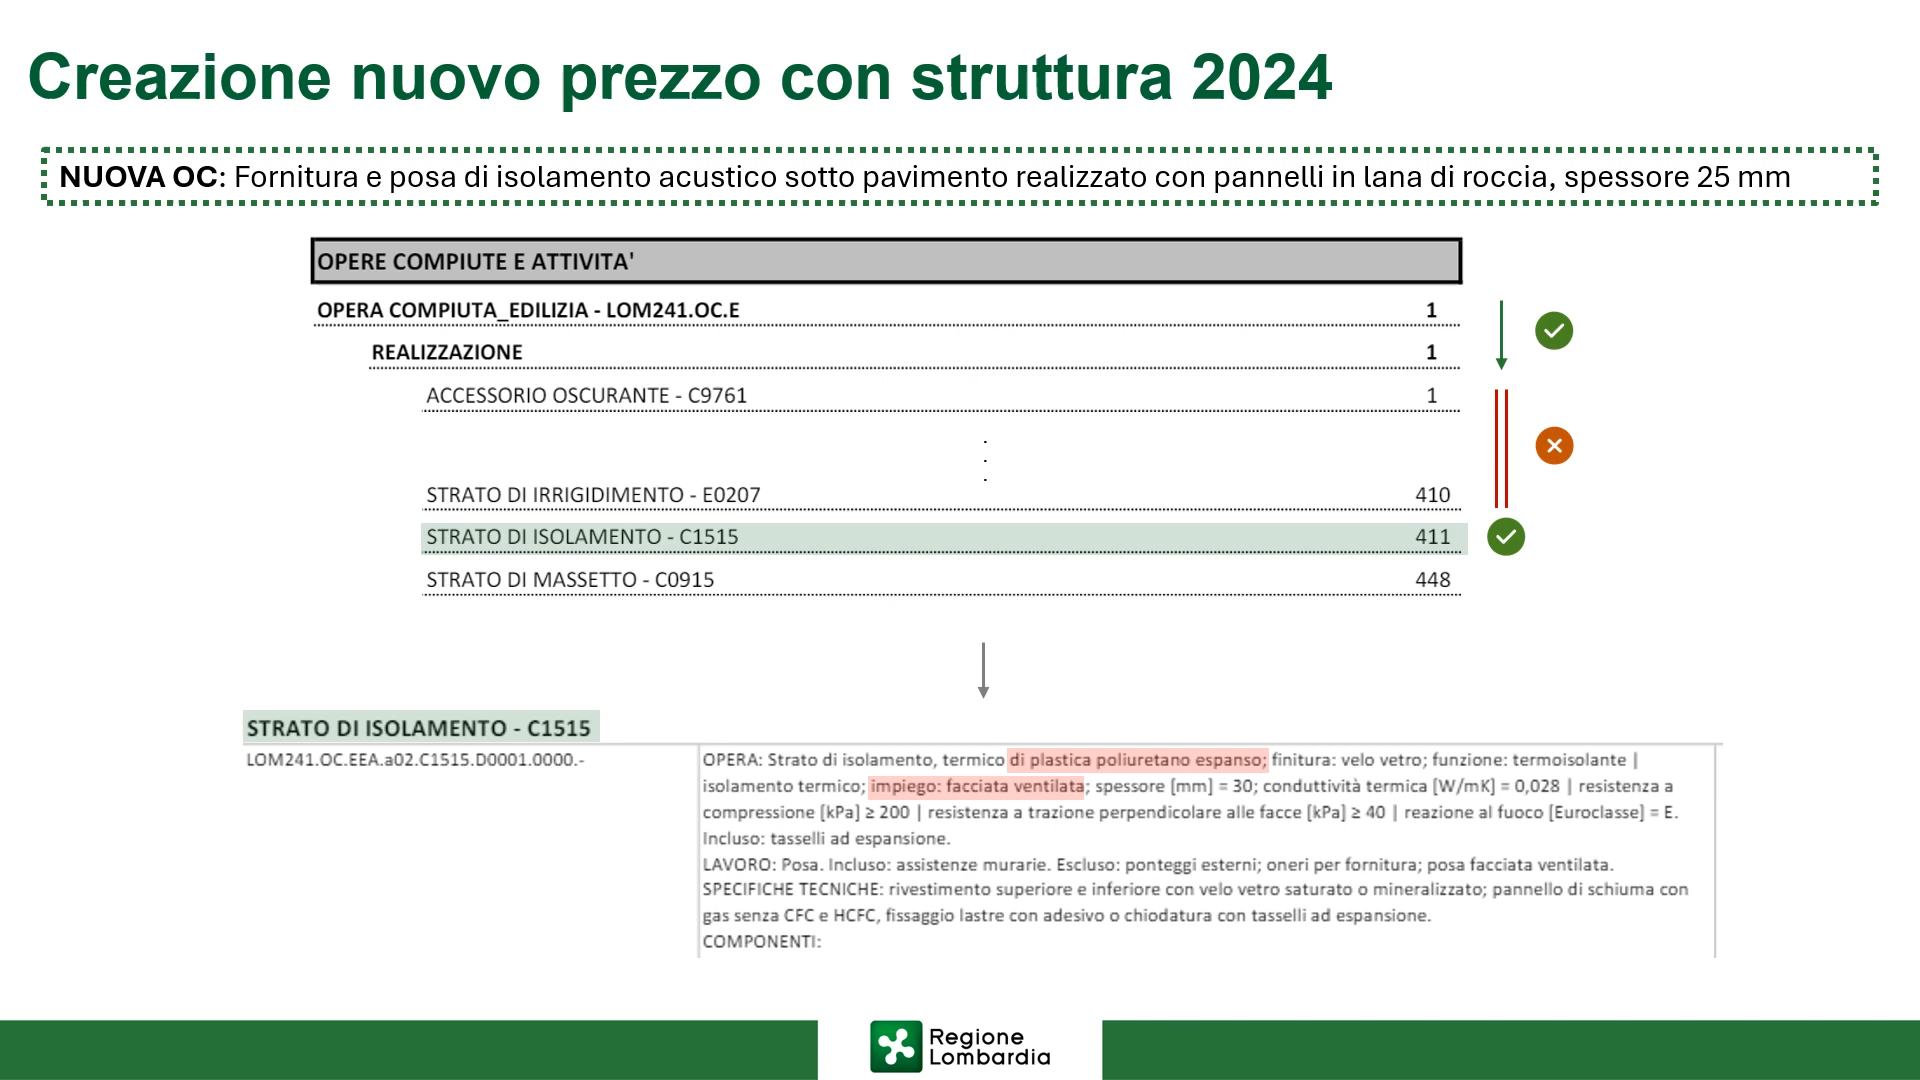 Creazione nuovo prezzo con struttura 2024
NUOVA OC: Fornitura e posa di isolamento acustico sotto pavimento realizzato con pannelli in lana di roccia, spessore 25 mm
OPERE COMPIUTE E ATTIVITA'
OPERA COMPIUTA_EDILIZIA - LOM241.OC.E 1
REALIZZAZIONE 1
ACCESSORIO OSCURANTE - C9761 1
.
.
.
STRATO DI IRRIGIDIMENTO - E0207 410
STRATO DI ISOLAMENTO - C1515 411
STRATO DI MASSETTO - C0915 448
STRATO DI ISOLAMENTO - C1515
LOM241.OC.EEA.a02.C1515.D0001.0000.-
OPERA: Strato di isolamento, termico di plastica poliuretano espanso; finitura: velo vetro; funzione: termoisolante |
isolamento termico; impiego: facciata ventilata; spessore [mm] = 30; conduttività termica [W/mK] = 0,028 | resistenza a
compressione [kPa] ≥ 200 | resistenza a trazione perpendicolare alle facce [kPa] ≥ 40 | reazione al fuoco [Euroclasse] = E.
Incluso: tasselli ad espansione.
LAVORO: Posa. Incluso: assistenze murarie. Escluso: ponteggi esterni; oneri per fornitura; posa facciata ventilata.
SPECIFICHE TECNICHE: rivestimento superiore e inferiore con velo vetro saturato o mineralizzato; pannello di schiuma con
gas senza CFC e HCFC, fissaggio lastre con adesivo o chiodatura con tasselli ad espansione.
COMPONENTI:
Regione
Lombardia